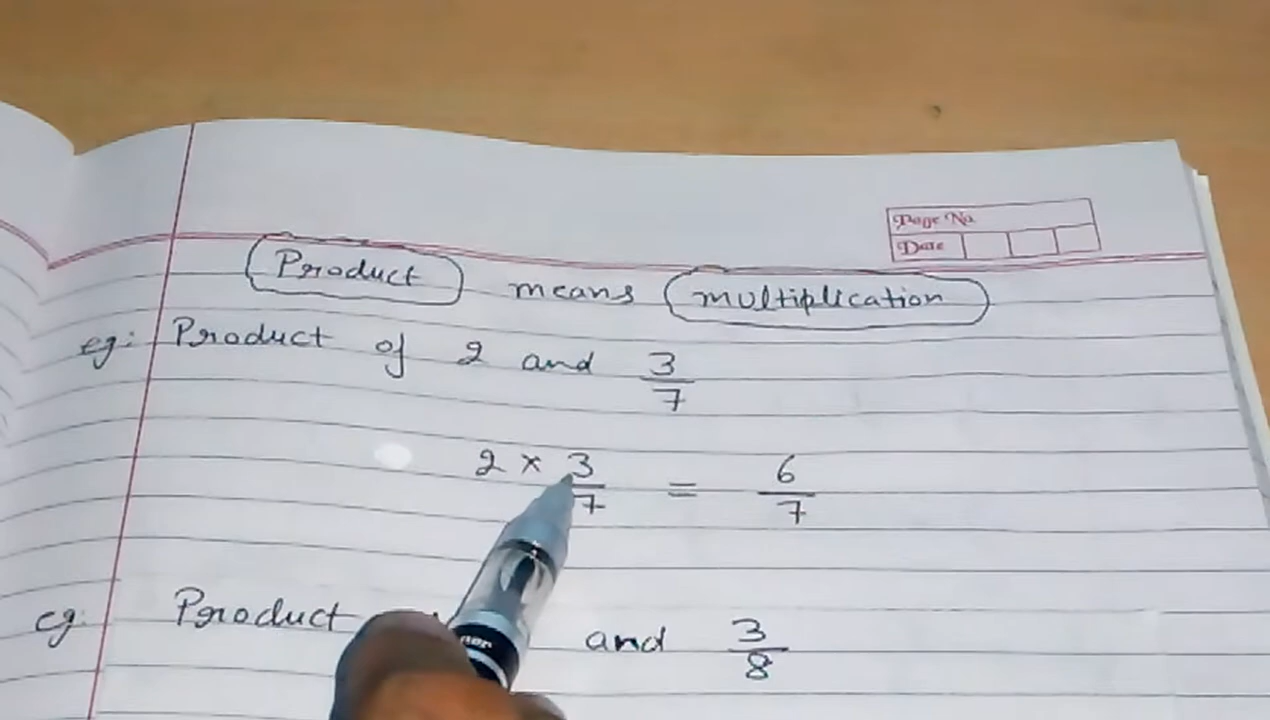 Page No.
Date
Product means multiplication
eg: Product of 2 and 3/7
2 × 3/7 = 6/7
eg: Product and 3/8